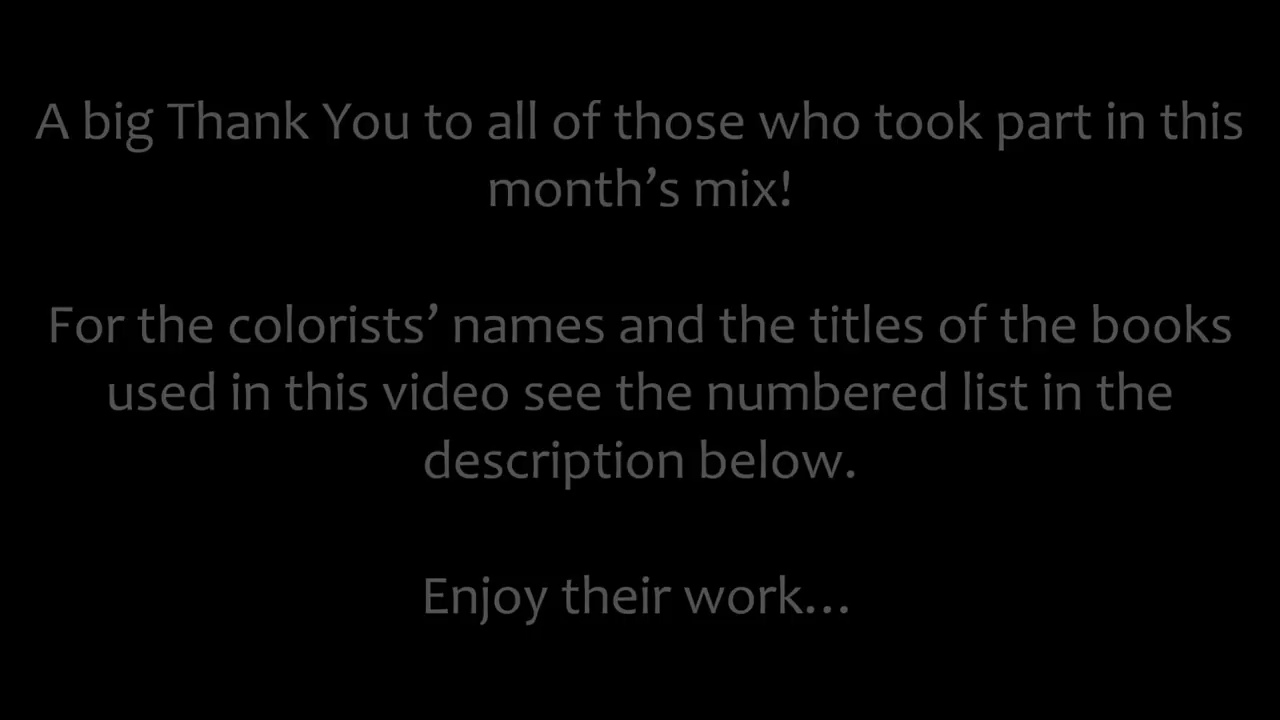 A big Thank You to all of those who took part in this
month’s mix!
For the colorists’ names and the titles of the books
used in this video see the numbered list in the
description below.
Enjoy their work…